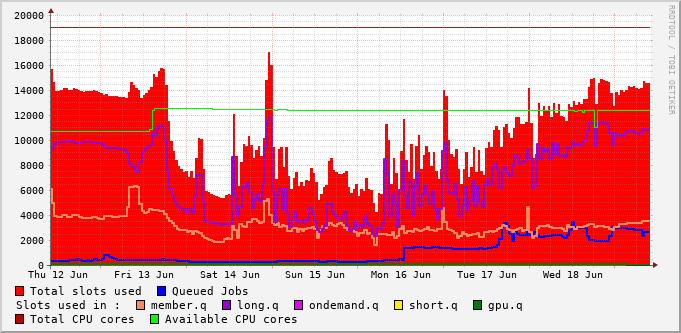 20000
18000
16000
14000
12000
10000
8000
6000
4000
2000
0
Thu 12 Jun Fri 13 Jun Sat 14 Jun Sun 15 Jun Mon 16 Jun Tue 17 Jun Wed 18 Jun
Total slots used Queued Jobs
Slots used in : member.q long.q ondemand.q short.q gpu.q
Total CPU cores Available CPU cores
RRDTOOL / TOBI OETIKER